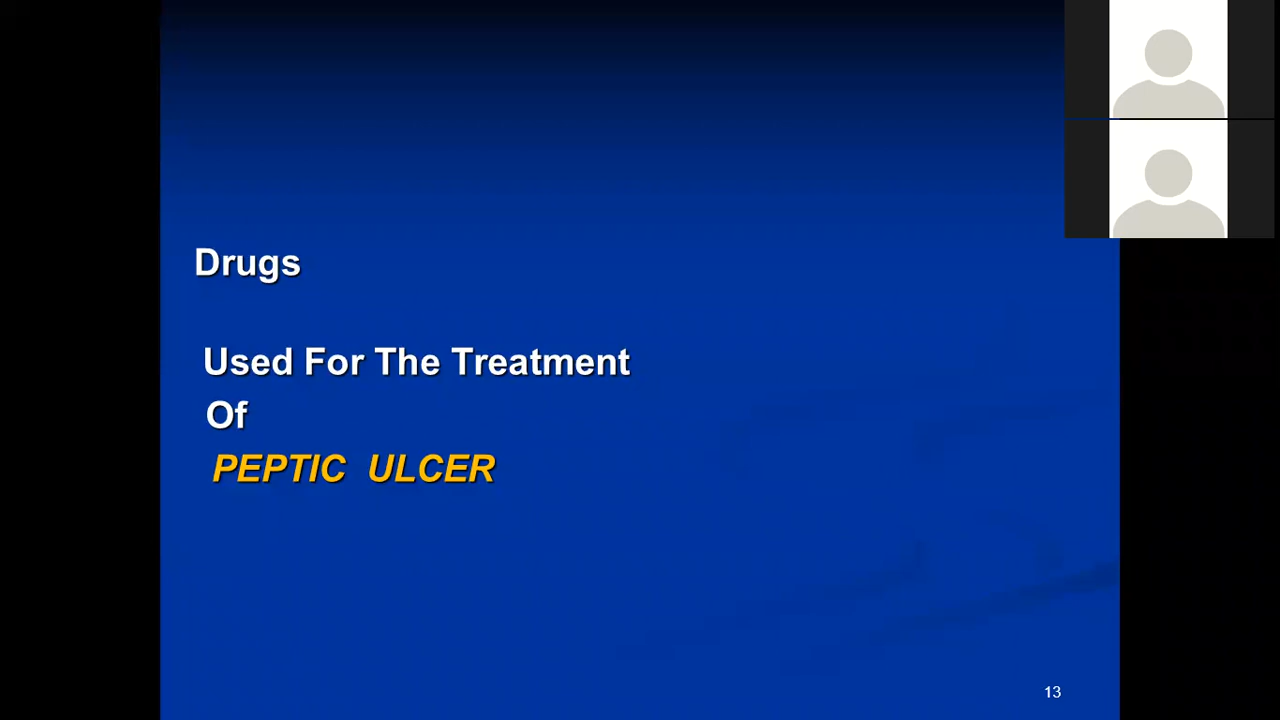 Drugs
Used For The Treatment
Of
PEPTIC ULCER
13